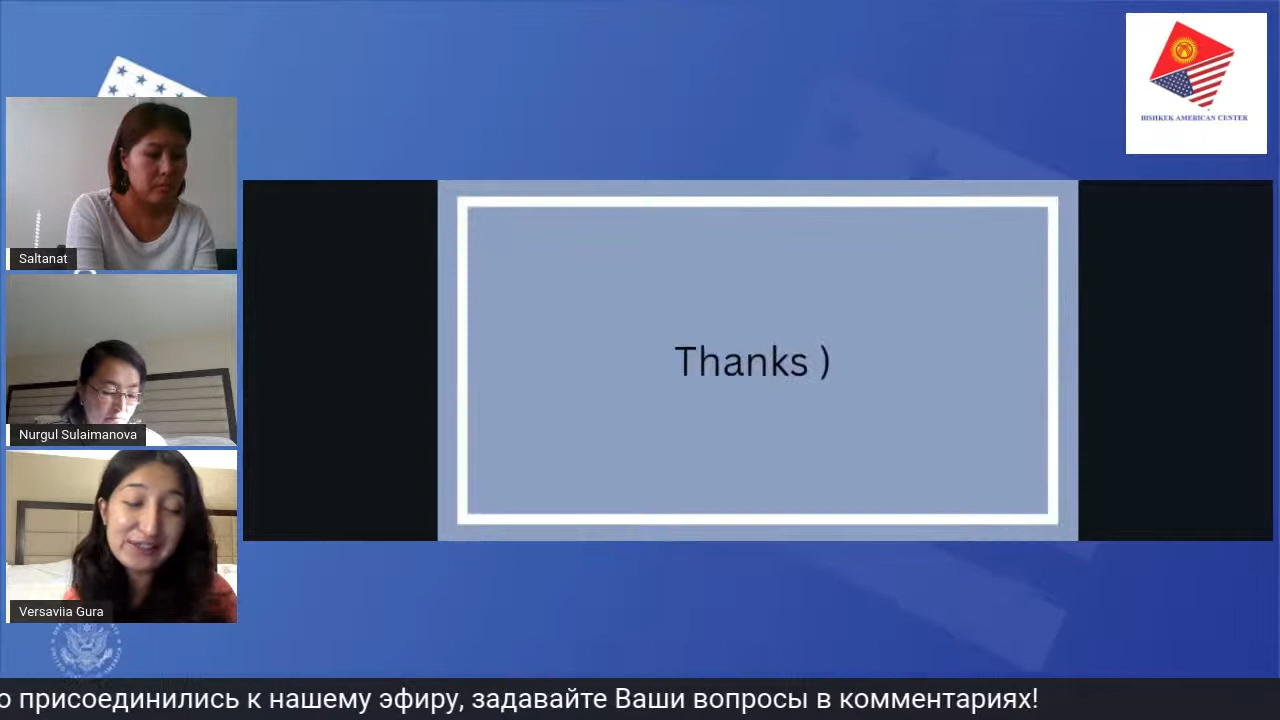 BISHKEK AMERICAN CENTER
Saltanat
Thanks )
Nurgul Sulaimanova
Versaviia Gura
присоединились к нашему эфиру, задавайте Ваши вопросы в комментариях!